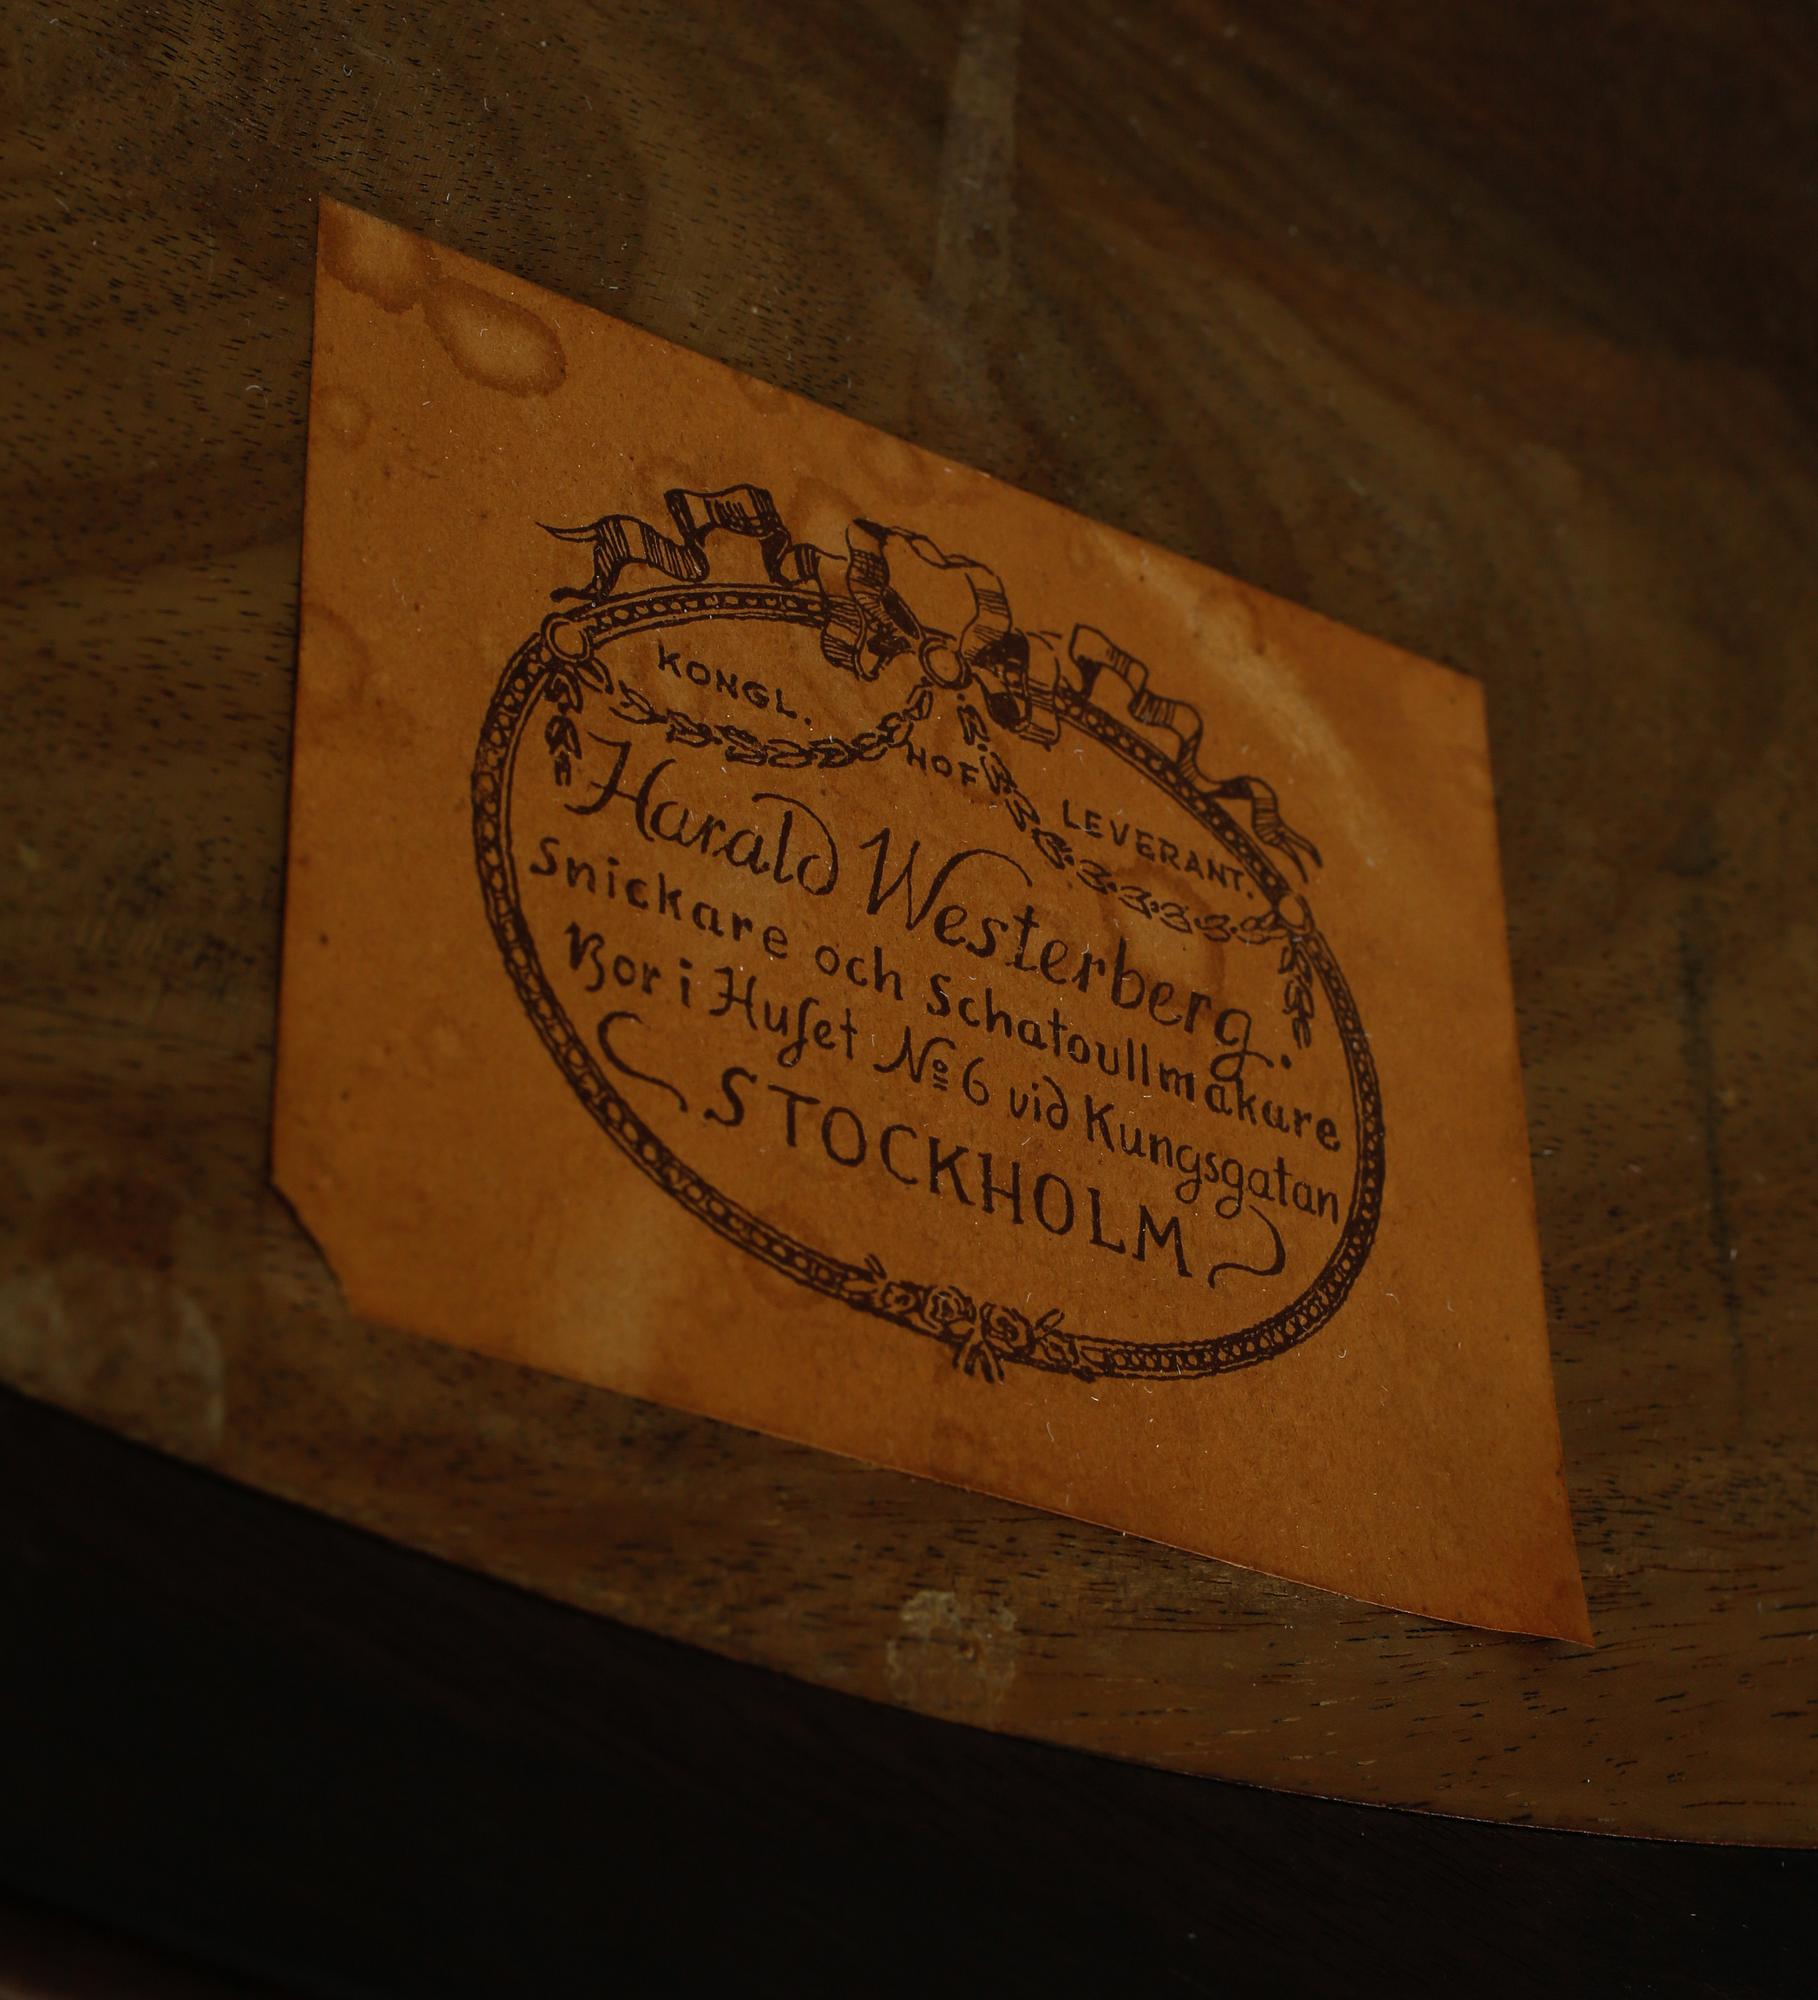 KONGL. HOF LEVERANT.
Harald Westerberg.
Snickare och Schatoullmakare
Bor i Huſet № 6 vid Kungsgatan
STOCKHOLM